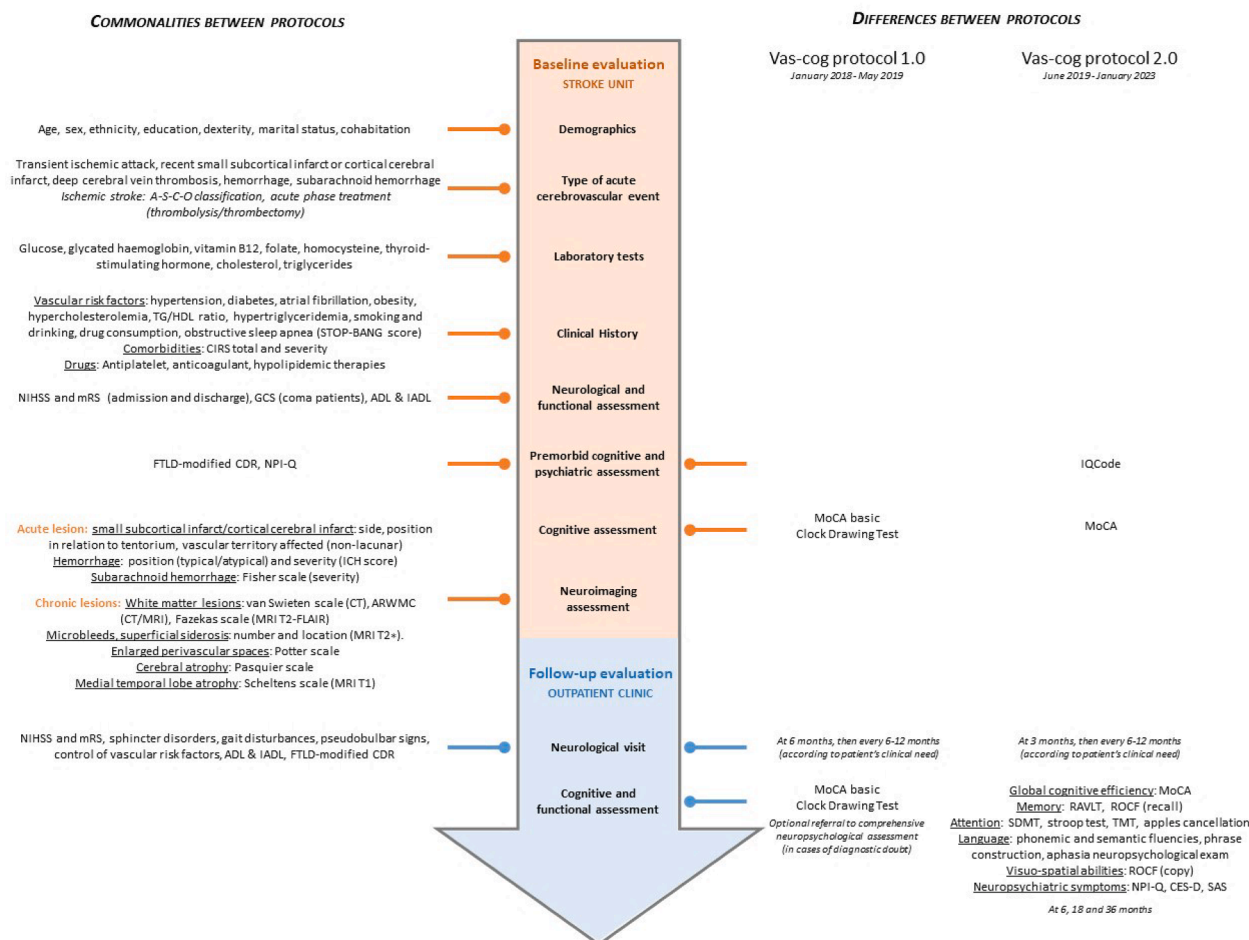 COMMONALITIES BETWEEN PROTOCOLS
DIFFERENCES BETWEEN PROTOCOLS
Baseline evaluation
STROKE UNIT
Vas-cog protocol 1.0
January 2018 - May 2019
Vas-cog protocol 2.0
June 2019 - January 2023
Age, sex, ethnicity, education, dexterity, marital status, cohabitation
Demographics
Transient ischemic attack, recent small subcortical infarct or cortical cerebral
infarct, deep cerebral vein thrombosis, hemorrhage, subarachnoid hemorrhage
Ischemic stroke: A-S-C-O classification, acute phase treatment
(thrombolysis/thrombectomy)
Type of acute
cerebrovascular event
Glucose, glycated haemoglobin, vitamin B12, folate, homocysteine, thyroid-
stimulating hormone, cholesterol, triglycerides
Laboratory tests
Vascular risk factors: hypertension, diabetes, atrial fibrillation, obesity,
hypercholesterolemia, TG/HDL ratio, hypertriglyceridemia, smoking and
drinking, drug consumption, obstructive sleep apnea (STOP-BANG score)
Comorbidities: CIRS total and severity
Drugs: Antiplatelet, anticoagulant, hypolipidemic therapies
Clinical History
NIHSS and mRS (admission and discharge), GCS (coma patients), ADL & IADL
Neurological and
functional assessment
FTLD-modified CDR, NPI-Q
Premorbid cognitive and
psychiatric assessment
IQCode
Cognitive assessment
MoCA basic
Clock Drawing Test
MoCA
Acute lesion: small subcortical infarct/cortical cerebral infarct: side, position
in relation to tentorium, vascular territory affected (non-lacunar)
Hemorrhage: position (typical/atypical) and severity (ICH score)
Subarachnoid hemorrhage: Fisher scale (severity)
Chronic lesions: White matter lesions: van Swieten scale (CT), ARWMC
(CT/MRI), Fazekas scale (MRI T2-FLAIR)
Microbleeds, superficial siderosis: number and location (MRI T2*).
Enlarged perivascular spaces: Potter scale
Cerebral atrophy: Pasquier scale
Medial temporal lobe atrophy: Scheltens scale (MRI T1)
Neuroimaging
assessment
Follow-up evaluation
OUTPATIENT CLINIC
NIHSS and mRS, sphincter disorders, gait disturbances, pseudobulbar signs,
control of vascular risk factors, ADL & IADL, FTLD-modified CDR
Neurological visit
At 6 months, then every 6-12 months
(according to patient's clinical need)
At 3 months, then every 6-12 months
(according to patient's clinical need)
Cognitive and
functional assessment
MoCA basic
Clock Drawing Test
Optional referral to comprehensive
neuropsychological assessment
(in cases of diagnostic doubt)
Global cognitive efficiency: MoCA
Memory: RAVLT, ROCF (recall)
Attention: SDMT, stroop test, TMT, apples cancellation
Language: phonemic and semantic fluencies, phrase
construction, aphasia neuropsychological exam
Visuo-spatial abilities: ROCF (copy)
Neuropsychiatric symptoms: NPI-Q, CES-D, SAS
At 6, 18 and 36 months